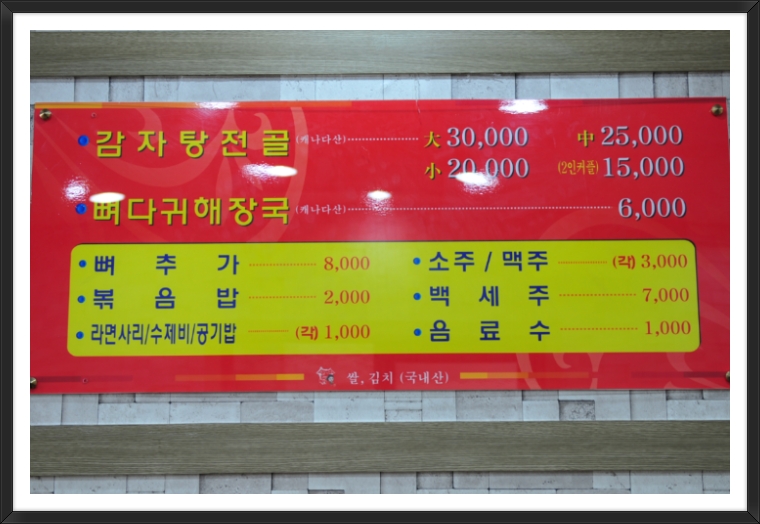 감자탕전골 (캐나다산) 大 30,000 中 25,000
小 20,000 (2인커플) 15,000
뼈다귀해장국 (캐나다산) 6,000
뼈추가 8,000 소주/맥주 (각) 3,000
볶음밥 2,000 백세주 7,000
라면사리/수제비/공기밥 (각) 1,000 음료수 1,000
쌀, 김치 (국내산)